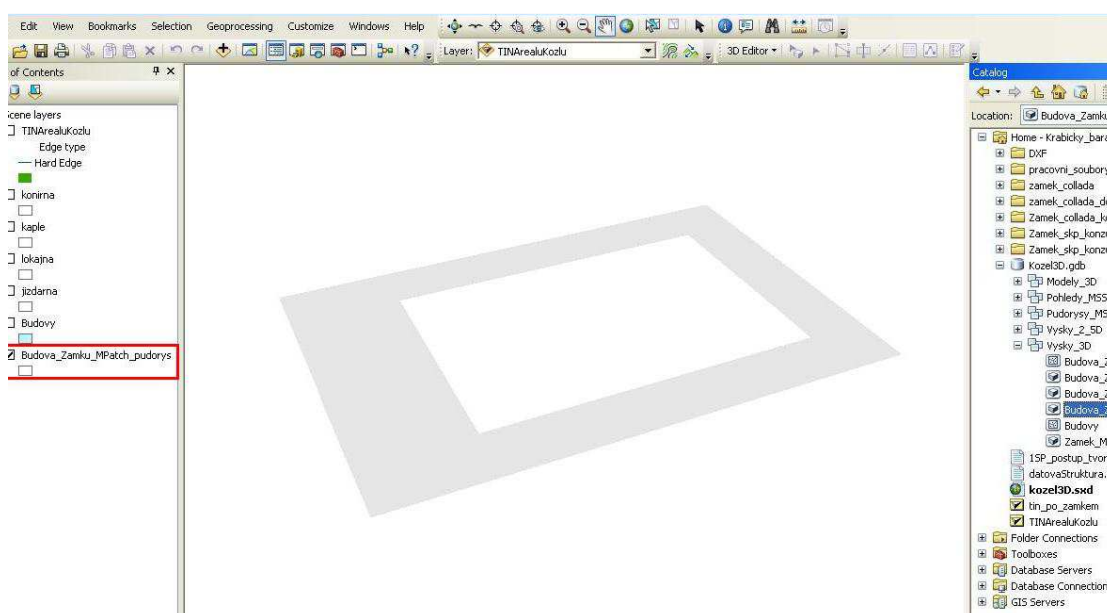 Edit View Bookmarks Selection Geoprocessing Customize Windows Help
Layer: TINArealuKozlu 3D Editor
of Contents
Scene layers
TINArealuKozlu
Edge type
Hard Edge
konirna
kaple
lokajna
jizdarna
Budovy
Budova_Zamku_MPatch_pudorys
Catalog
Location: Budova_Zamku
Home - Krabicky_bara
DXF
pracovni_soubory
zamek_collada
zamek_collada_d
Zamek_collada_k
Zamek_skp_konzu
Zamek_skp_konzu
Kozel3D.gdb
Modely_3D
Pohledy_MSS
Pudorysy_MS
Vysky_2_5D
Vysky_3D
Budova_Z
Budova_Z
Budova_Z
Budova_Z
Budovy
Zamek_M
1SP_postup_tvor
datovaStruktura.
kozel3D.sxd
tin_po_zamkem
TINArealuKozlu
Folder Connections
Toolboxes
Database Servers
Database Connection
GIS Servers